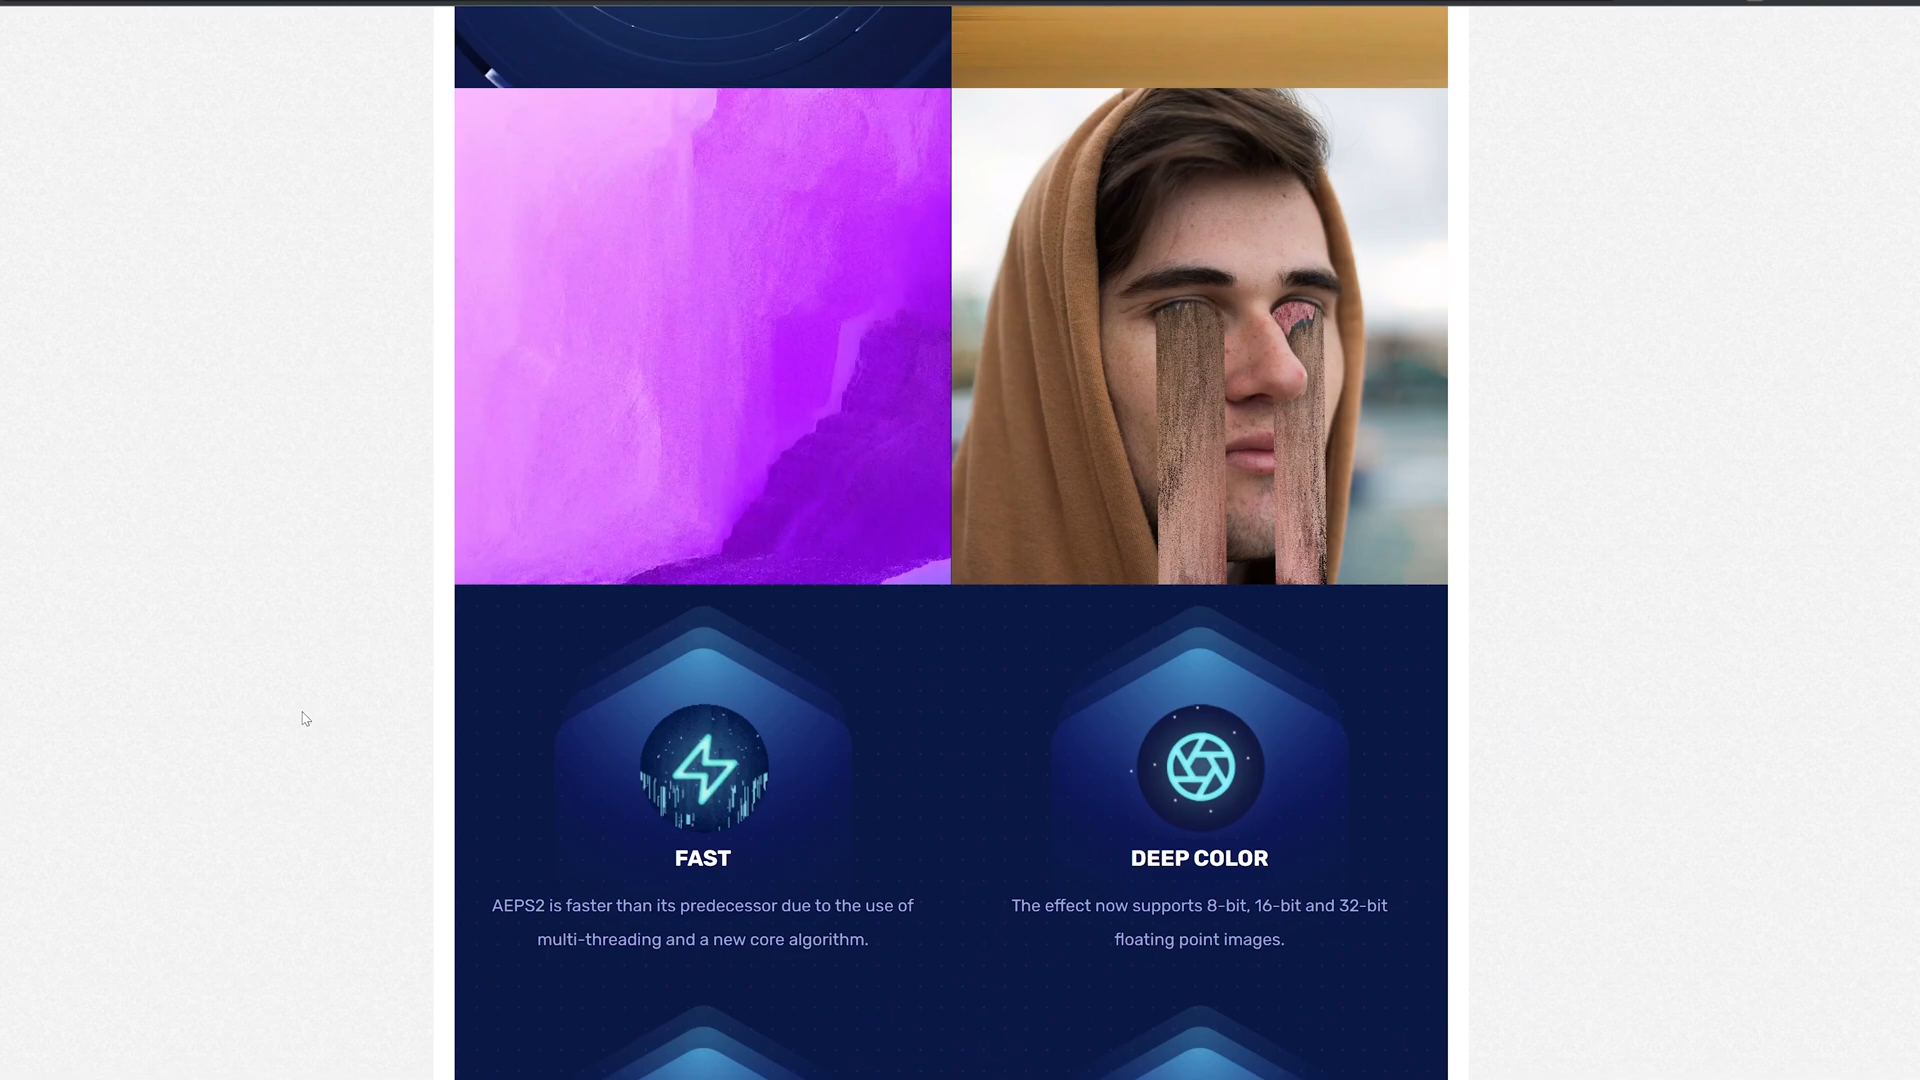 FAST
AEPS2 is faster than its predecessor due to the use of
multi-threading and a new core algorithm.
DEEP COLOR
The effect now supports 8-bit, 16-bit and 32-bit
floating point images.